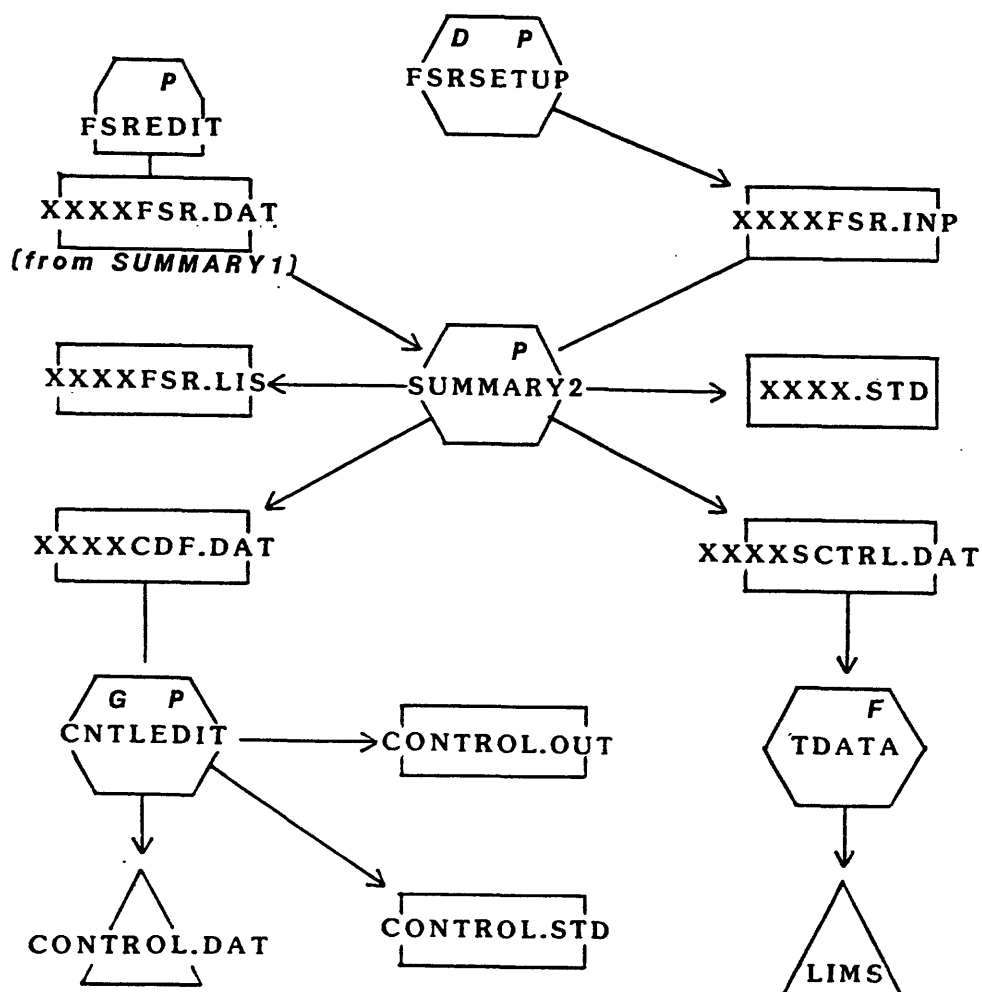 D P
FSRSETUP
P
FSREDIT
XXXXFSR.DAT
(from SUMMARY1)
XXXXFSR.INP
P
SUMMARY2
XXXXFSR.LIS
XXXX.STD
XXXXCDF.DAT
XXXXSCTRL.DAT
G P
CNTLEDIT
CONTROL.OUT
F
TDATA
CONTROL.DAT
CONTROL.STD
LIMS